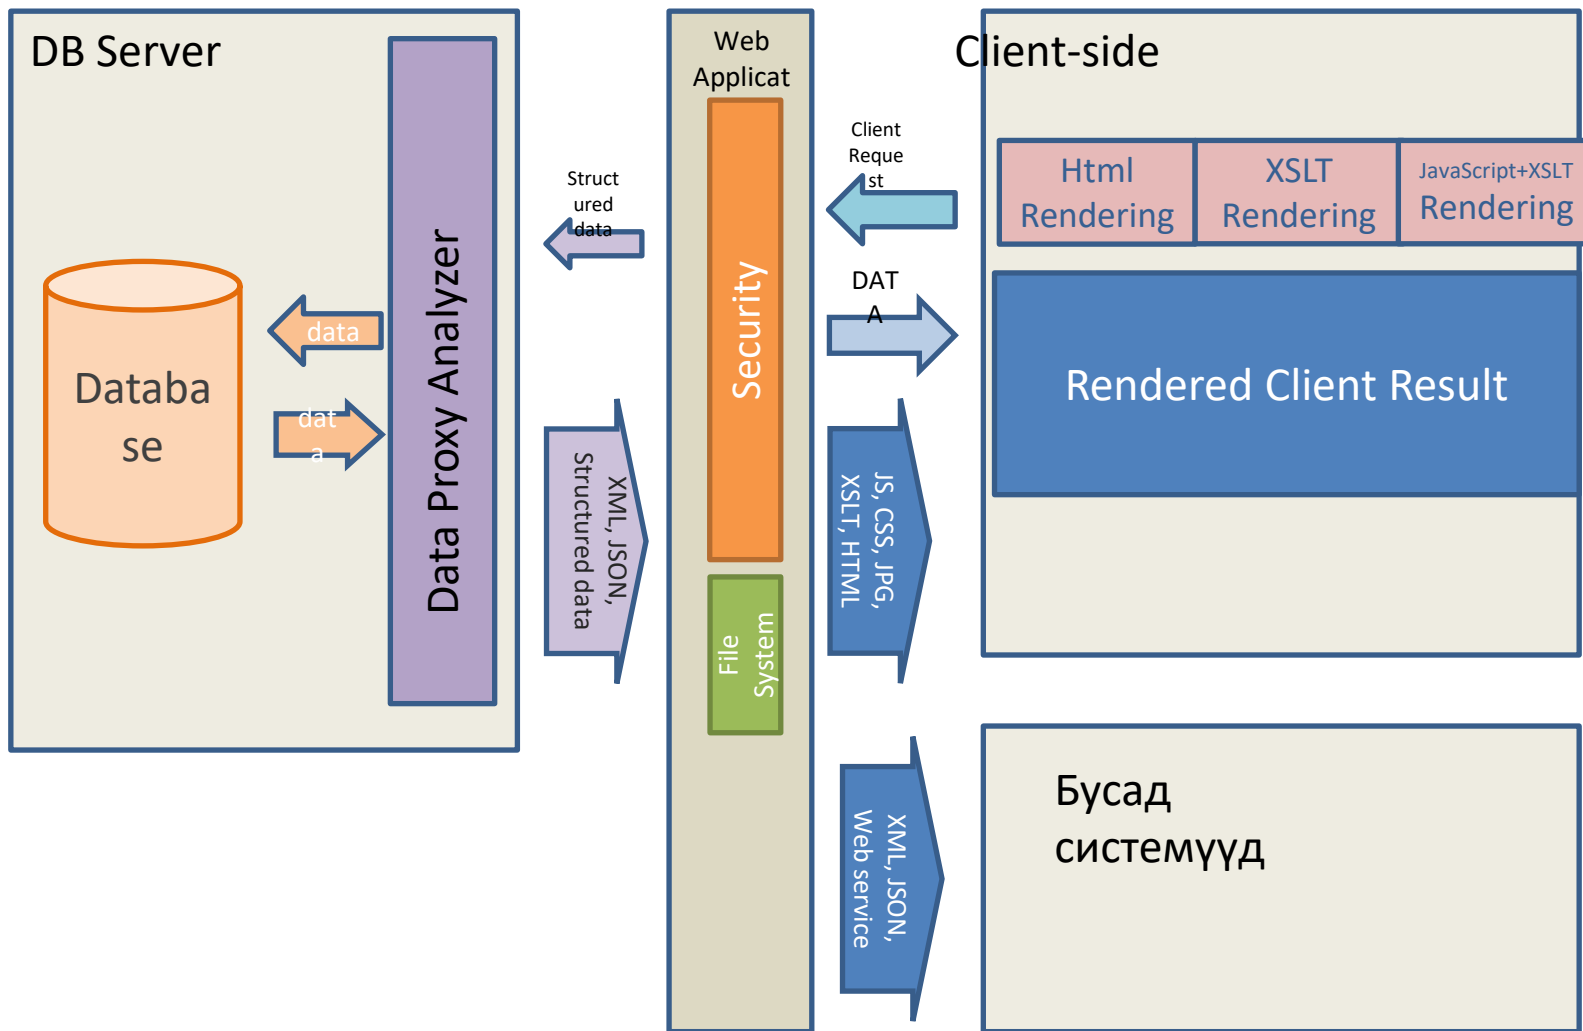 DB Server
Data Proxy Analyzer
Databa
se
data
dat
a
Struct
ured
data
XML, JSON,
Structured data
Web
Applicat
Security
File
System
Client
Reque
st
DAT
A
JS, CSS, JPG,
XSLT, HTML
XML, JSON,
Web service
Client-side
Html
Rendering
XSLT
Rendering
JavaScript+XSLT
Rendering
Rendered Client Result
Бусад
системүүд